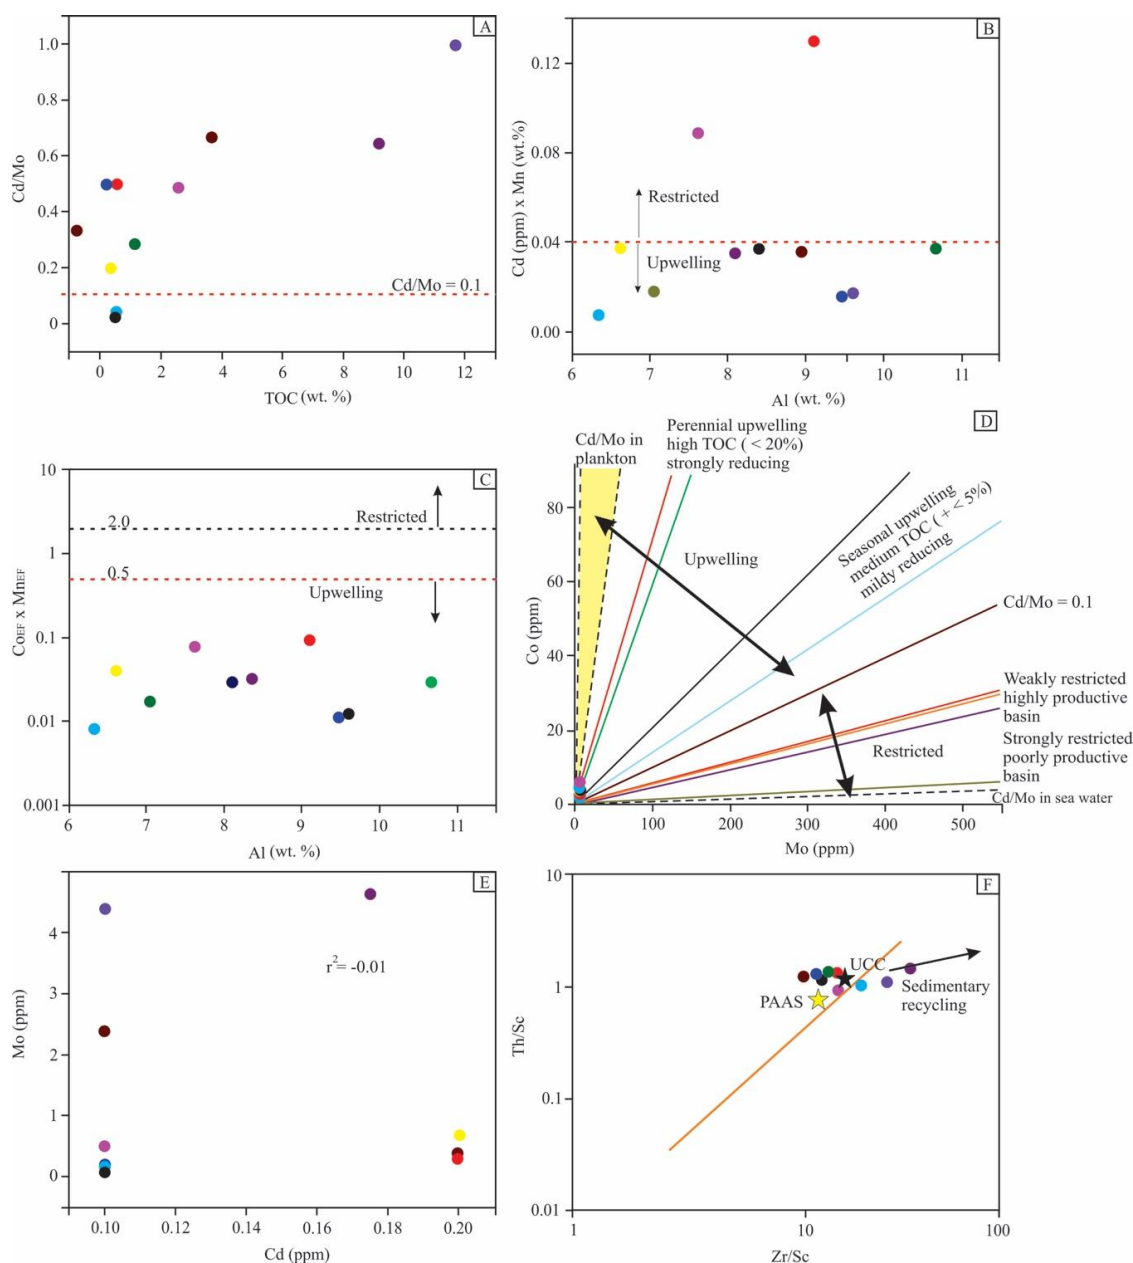 A
1.0
0.8
0.6
0.4
0.2
0
Cd/Mo
Cd/Mo = 0.1
0 2 4 6 8 10 12
TOC (wt. %)
B
0.12
0.08
0.04
0.00
Cd (ppm) x Mn (wt.%)
Restricted
Upwelling
6 7 8 9 10 11
Al (wt. %)
C
10
1
0.1
0.01
0.001
CoEF x MnEF
2.0
Restricted
0.5
Upwelling
6 7 8 9 10 11
Al (wt. %)
D
Cd/Mo in
plankton
Perennial upwelling
high TOC ( < 20%)
strongly reducing
80
60
40
20
0
Co (ppm)
Upwelling
Seasonal upwelling
medium TOC ( + < 5%)
mildy reducing
Cd/Mo = 0.1
Weakly restricted
highly productive
basin
Strongly restricted
poorly productive
basin
Restricted
Cd/Mo in sea water
0 100 200 300 400 500
Mo (ppm)
E
4
3
2
1
0
Mo (ppm)
r2= -0.01
0.10 0.12 0.14 0.16 0.18 0.20
Cd (ppm)
F
10
1
0.1
0.01
Th/Sc
UCC
PAAS
Sedimentary
recycling
1 10 100
Zr/Sc